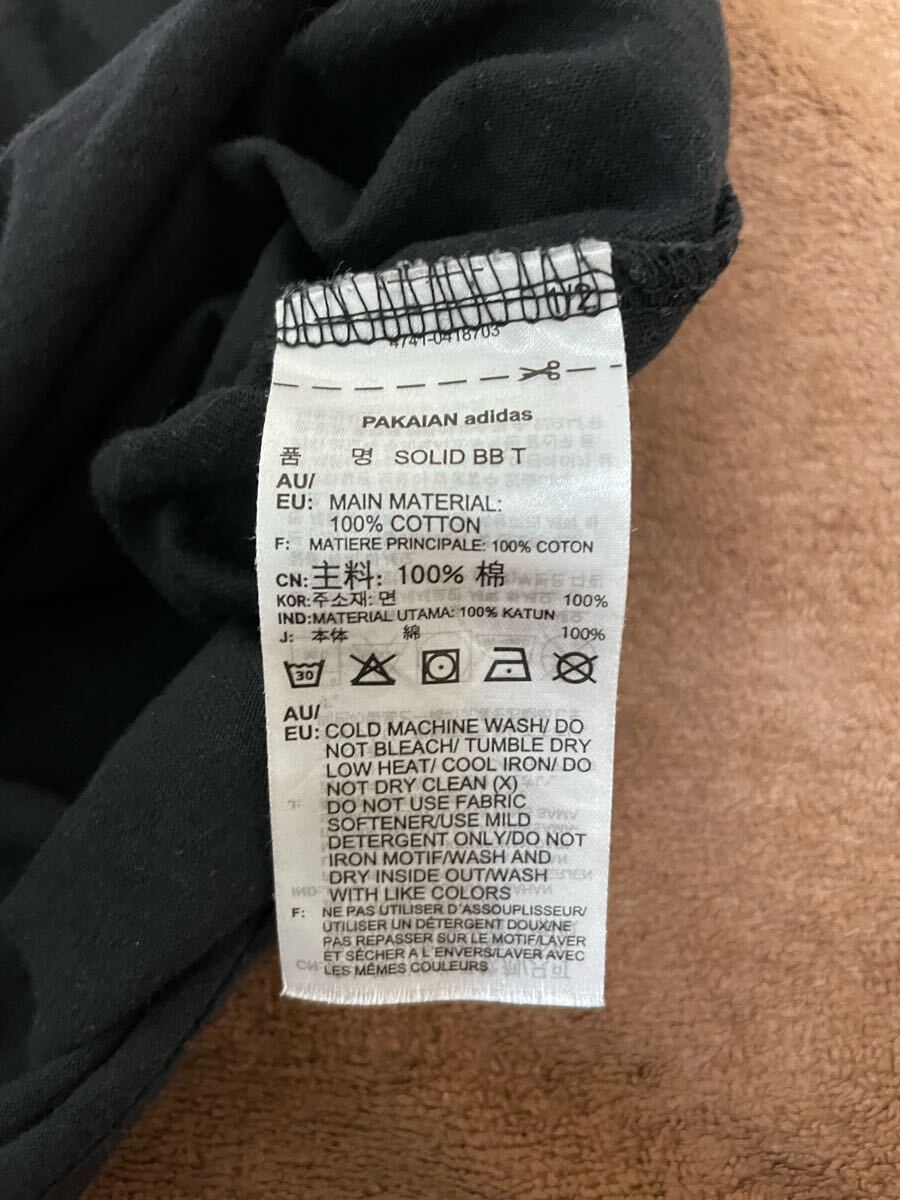 1/2
4741-0418703
PAKAIAN adidas
품 명 SOLID BB T
AU/
EU: MAIN MATERIAL:
100% COTTON
F: MATIERE PRINCIPALE: 100% COTON
CN: 主料: 100% 棉
KOR:주소재: 면 100%
IND:MATERIAL UTAMA: 100% KATUN
J: 本体 綿 100%
30
AU/
EU: COLD MACHINE WASH/ DO
NOT BLEACH/ TUMBLE DRY
LOW HEAT/ COOL IRON/ DO
NOT DRY CLEAN (X)
DO NOT USE FABRIC
SOFTENER/USE MILD
DETERGENT ONLY/DO NOT
IRON MOTIF/WASH AND
DRY INSIDE OUT/WASH
WITH LIKE COLORS
F: NE PAS UTILISER D'ASSOUPLISSEUR/
UTILISER UN DÉTERGENT DOUX/NE
PAS REPASSER SUR LE MOTIF/LAVER
ET SÉCHER A L'ENVERS/LAVER AVEC
LES MÊMES COULEURS